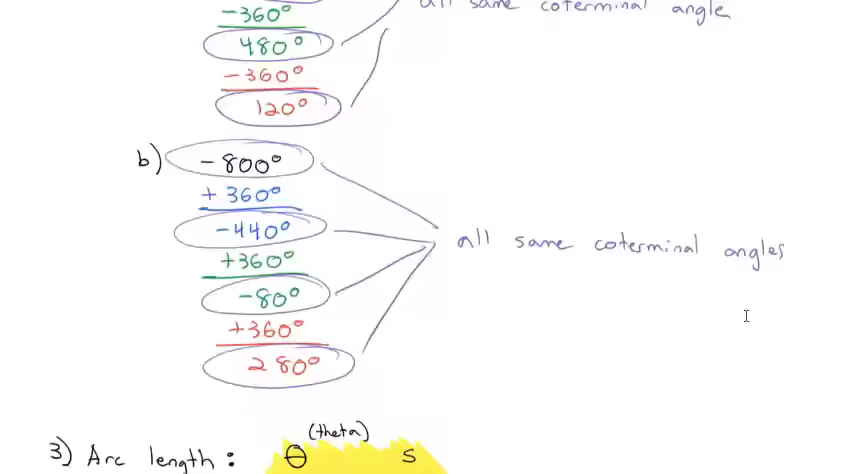 -360°
all same coterminal angle
480°
-360°
120°
b) -800°
+360°
-440°
all same coterminal angles
+360°
-80°
+360°
280°
(theta)
3) Arc length: θ s